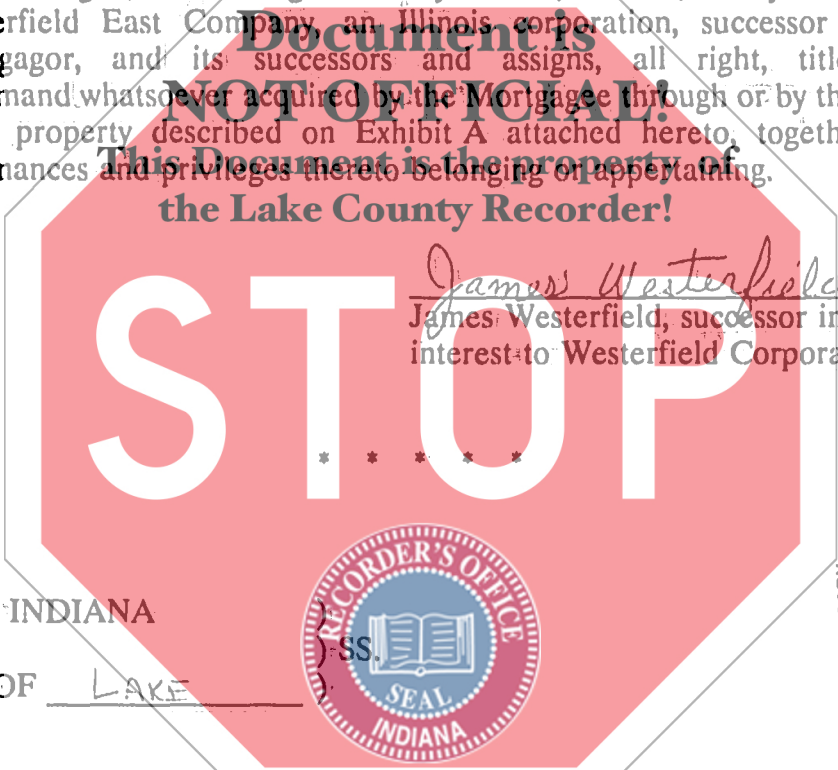 erfield East Company, an Illinois corporation, successor
gagor, and its successors and assigns, all right, titl
mand whatsoever acquired by the Mortgagee through or by th
property described on Exhibit A attached hereto, togeth
nances and privileges thereto belonging or appertaining.
Document is
NOT OFFICIAL!
This Document is the property of
the Lake County Recorder!
James Westerfield
James Westerfield, successor in
interest to Westerfield Corpora
STOP
* * * * *
INDIANA )
) SS.
OF LAKE )
RECORDER'S OFFICE
SEAL
INDIANA